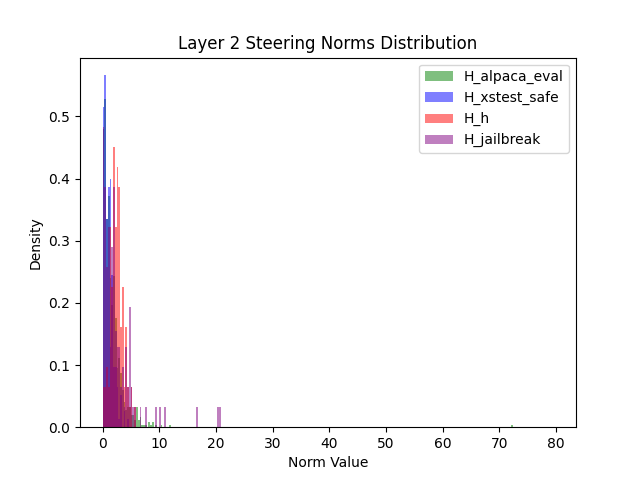 Layer 2 Steering Norms Distribution
H_alpaca_eval
H_xstest_safe
H_h
H_jailbreak
Density
0.5
0.4
0.3
0.2
0.1
0.0
0 10 20 30 40 50 60 70 80
Norm Value